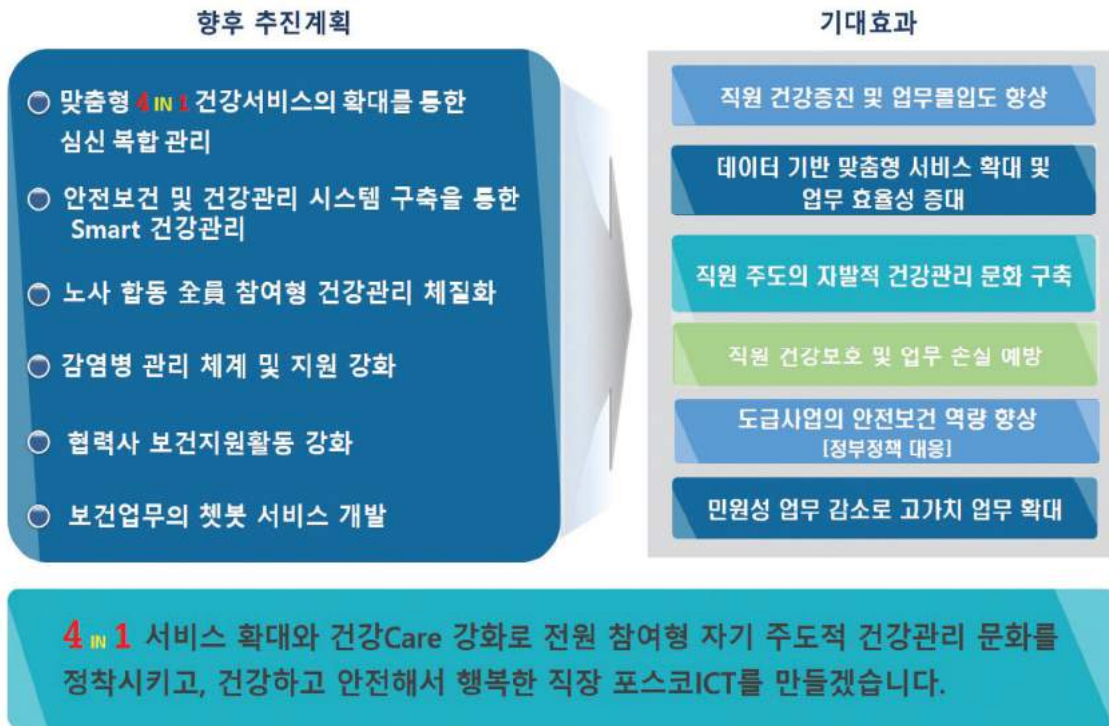 향후 추진계획
맞춤형 4 IN 1 건강서비스의 확대를 통한
심신 복합 관리
안전보건 및 건강관리 시스템 구축을 통한
Smart 건강관리
노사 합동 全員 참여형 건강관리 체질화
감염병 관리 체계 및 지원 강화
협력사 보건지원활동 강화
보건업무의 쳇봇 서비스 개발
기대효과
직원 건강증진 및 업무몰입도 향상
데이터 기반 맞춤형 서비스 확대 및
업무 효율성 증대
직원 주도의 자발적 건강관리 문화 구축
직원 건강보호 및 업무 손실 예방
도급사업의 안전보건 역량 향상
[정부정책 대응]
민원성 업무 감소로 고가치 업무 확대
4 IN 1 서비스 확대와 건강Care 강화로 전원 참여형 자기 주도적 건강관리 문화를
정착시키고, 건강하고 안전해서 행복한 직장 포스코ICT를 만들겠습니다.